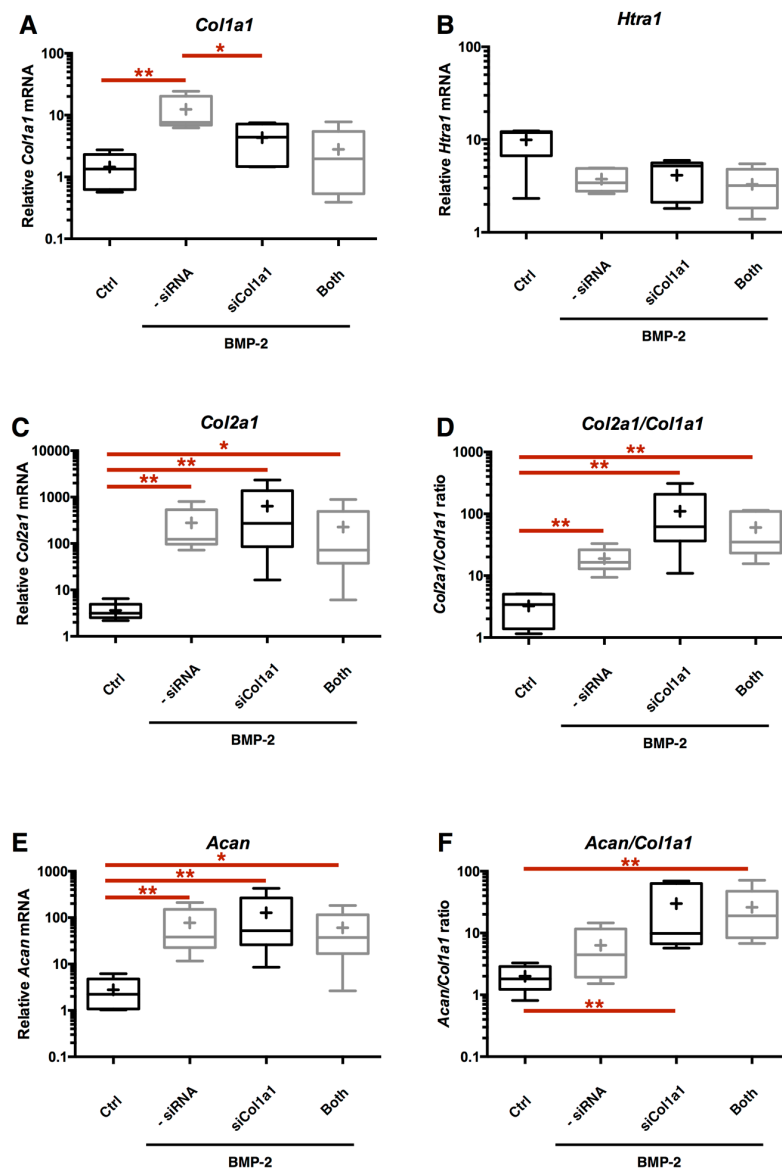 A
Col1a1
Relative Col1a1 mRNA
100
10
1
0.1
**
*
Ctrl
- siRNA
siCol1a1
Both
BMP-2
B
Htra1
Relative Htra1 mRNA
100
10
1
Ctrl
- siRNA
siCol1a1
Both
BMP-2
C
Col2a1
Relative Col2a1 mRNA
10000
1000
100
10
1
*
**
**
Ctrl
- siRNA
siCol1a1
Both
BMP-2
D
Col2a1/Col1a1
Col2a1/Col1a1 ratio
1000
100
10
1
**
**
**
Ctrl
- siRNA
siCol1a1
Both
BMP-2
E
Acan
Relative Acan mRNA
1000
100
10
1
0.1
*
**
**
Ctrl
- siRNA
siCol1a1
Both
BMP-2
F
Acan/Col1a1
Acan/Col1a1 ratio
100
10
1
0.1
**
**
Ctrl
- siRNA
siCol1a1
Both
BMP-2